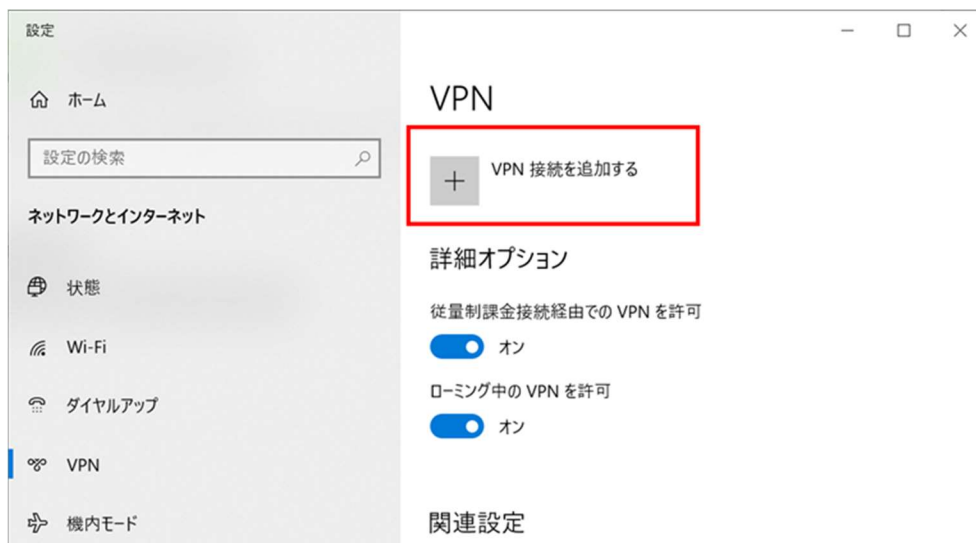 設定
ホーム
設定の検索
ネットワークとインターネット
状態
Wi-Fi
ダイヤルアップ
VPN
機内モード
VPN
VPN 接続を追加する
詳細オプション
従量制課金接続経由での VPN を許可
オン
ローミング中の VPN を許可
オン
関連設定